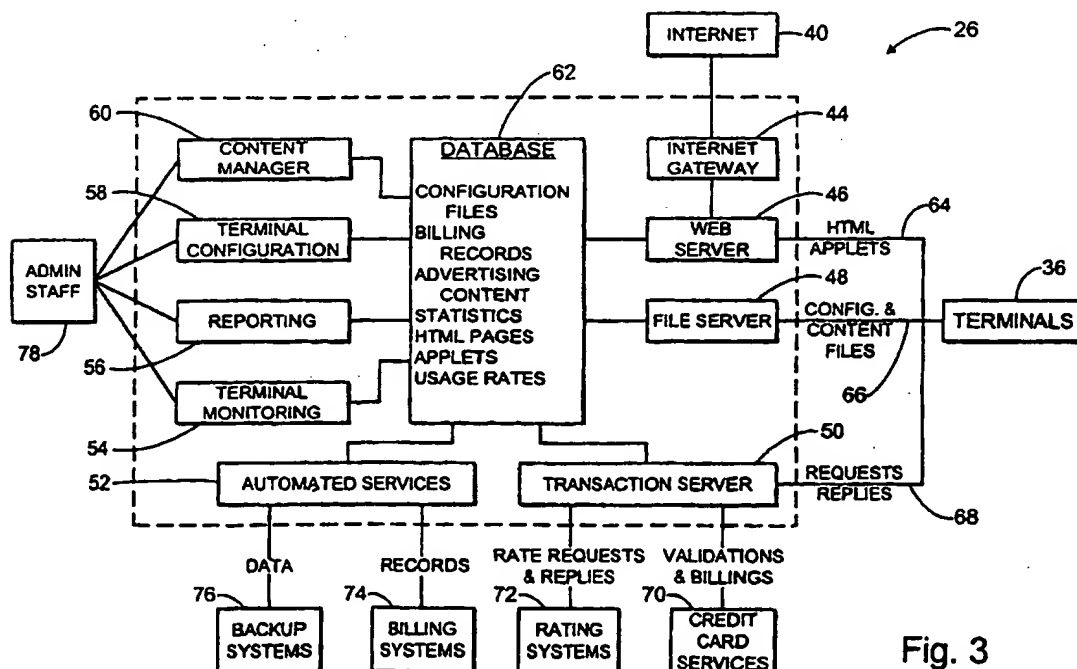 INTERNET
40
26
62
60
CONTENT
MANAGER
DATABASE
44
INTERNET
GATEWAY
CONFIGURATION
FILES
BILLING
RECORDS
ADVERTISING
CONTENT
STATISTICS
HTML PAGES
APPLETS
USAGE RATES
58
TERMINAL
CONFIGURATION
46
WEB
SERVER
HTML
APPLETS
64
ADMIN
STAFF
78
48
FILE SERVER
CONFIG. &
CONTENT
FILES
36
TERMINALS
66
REPORTING
56
TERMINAL
MONITORING
54
50
52
AUTOMATED SERVICES
TRANSACTION SERVER
REQUESTS
REPLIES
68
DATA
RECORDS
RATE REQUESTS
& REPLIES
VALIDATIONS
& BILLINGS
76
BACKUP
SYSTEMS
74
BILLING
SYSTEMS
72
RATING
SYSTEMS
70
CREDIT
CARD
SERVICES
Fig. 3